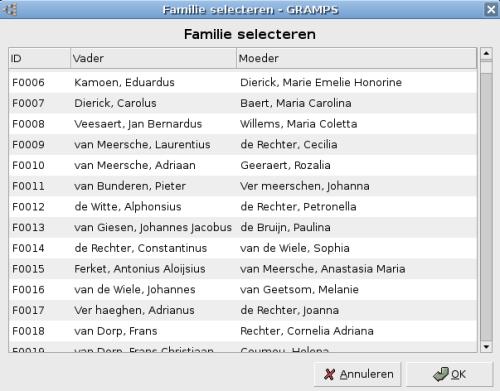 Familie selecteren - GRAMPS
Familie selecteren
ID Vader Moeder
F0006 Kamoen, Eduardus Dierick, Marie Emelie Honorine
F0007 Dierick, Carolus Baert, Maria Carolina
F0008 Veesaert, Jan Bernardus Willems, Maria Coletta
F0009 van Meersche, Laurentius de Rechter, Cecilia
F0010 van Meersche, Adriaan Geeraert, Rozalia
F0011 van Bunderen, Pieter Ver meerschen, Johanna
F0012 de Witte, Alphonsius de Rechter, Petronella
F0013 van Giesen, Johannes Jacobus de Bruijn, Paulina
F0014 de Rechter, Constantinus van de Wiele, Sophia
F0015 Ferket, Antonius Aloijsius van Meersche, Anastasia Maria
F0016 van de Wiele, Johannes van Geetsom, Melanie
F0017 Ver haeghen, Adrianus de Rechter, Joanna
F0018 van Dorp, Frans Rechter, Cornelia Adriana
F0019 van Dorp, Frans Christiaan Helena
Annuleren OK